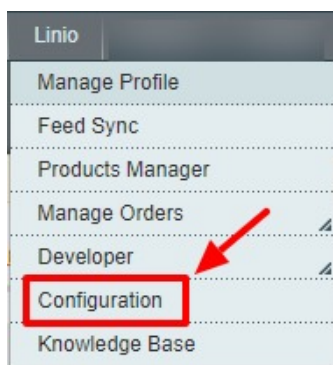 Linio
Manage Profile
Feed Sync
Products Manager
Manage Orders
Developer
Configuration
Knowledge Base